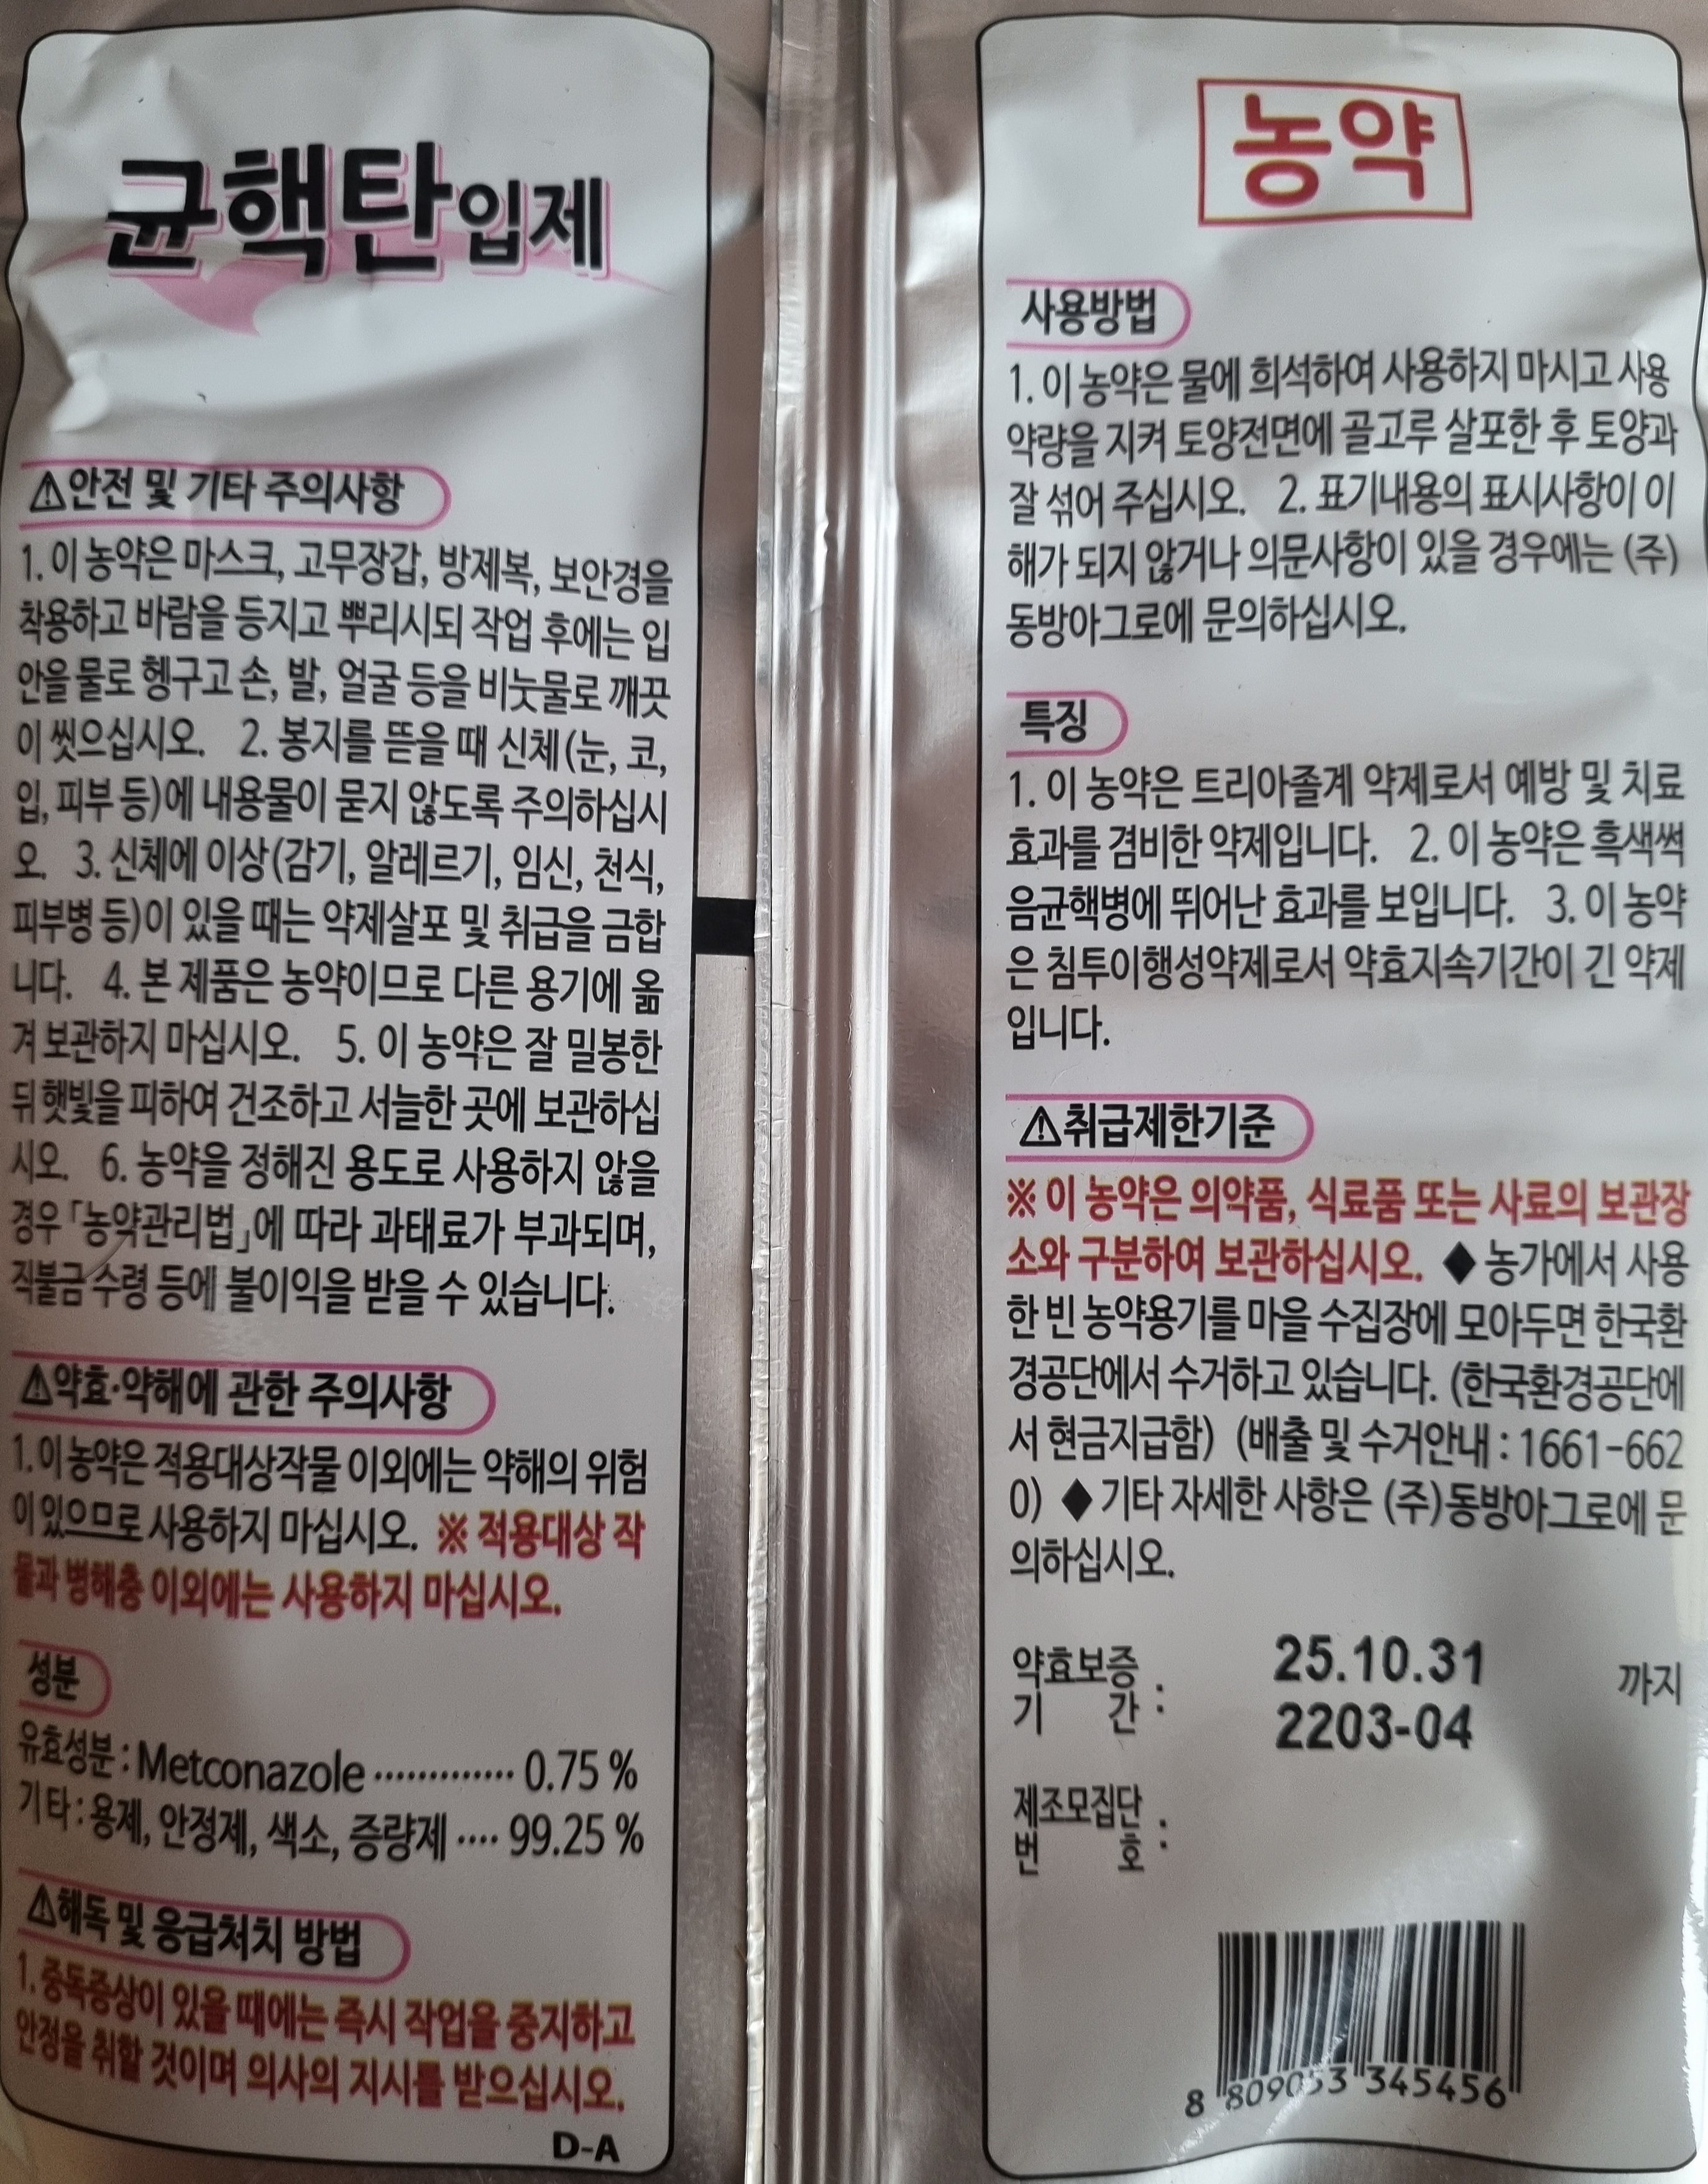 균핵탄입제
⚠안전 및 기타 주의사항
1. 이 농약은 마스크, 고무장갑, 방제복, 보안경을
착용하고 바람을 등지고 뿌리시되 작업 후에는 입
안을 물로 헹구고 손, 발, 얼굴 등을 비눗물로 깨끗
이 씻으십시오. 2. 봉지를 뜯을 때 신체(눈, 코,
입, 피부 등)에 내용물이 묻지 않도록 주의하십시
오. 3. 신체에 이상(감기, 알레르기, 임신, 천식,
피부병 등)이 있을 때는 약제살포 및 취급을 금합
니다. 4. 본 제품은 농약이므로 다른 용기에 옮
겨 보관하지 마십시오. 5. 이 농약은 잘 밀봉한
뒤 햇빛을 피하여 건조하고 서늘한 곳에 보관하십
시오. 6. 농약을 정해진 용도로 사용하지 않을
경우「농약관리법」에 따라 과태료가 부과되며,
직불금 수령 등에 불이익을 받을 수 있습니다.
⚠약효·약해에 관한 주의사항
1. 이 농약은 적용대상작물 이외에는 약해의 위험
이 있으므로 사용하지 마십시오. ※ 적용대상 작
물과 병해충 이외에는 사용하지 마십시오.
성분
유효성분 : Metconazole ············· 0.75 %
기타 : 용제, 안정제, 색소, 증량제 ···· 99.25 %
⚠해독 및 응급처치 방법
1. 중독증상이 있을 때에는 즉시 작업을 중지하고
안정을 취할 것이며 의사의 지시를 받으십시오.
D-A
농약
사용방법
1. 이 농약은 물에 희석하여 사용하지 마시고 사용
약량을 지켜 토양전면에 골고루 살포한 후 토양과
잘 섞어 주십시오. 2. 표기내용의 표시사항이 이
해가 되지 않거나 의문사항이 있을 경우에는 (주)
동방아그로에 문의하십시오.
특징
1. 이 농약은 트리아졸계 약제로서 예방 및 치료
효과를 겸비한 약제입니다. 2. 이 농약은 흑색썩
음균핵병에 뛰어난 효과를 보입니다. 3. 이 농약
은 침투이행성약제로서 약효지속기간이 긴 약제
입니다.
⚠취급제한기준
※ 이 농약은 의약품, 식료품 또는 사료의 보관장
소와 구분하여 보관하십시오. ◆ 농가에서 사용
한 빈 농약용기를 마을 수집장에 모아두면 한국환
경공단에서 수거하고 있습니다. (한국환경공단에
서 현금지급함) (배출 및 수거안내 : 1661-662
0) ◆ 기타 자세한 사항은 (주)동방아그로에 문
의하십시오.
약효보증
기 간 : 25.10.31 까지
2203-04
제조모집단
번 호 :
8 809053 345456